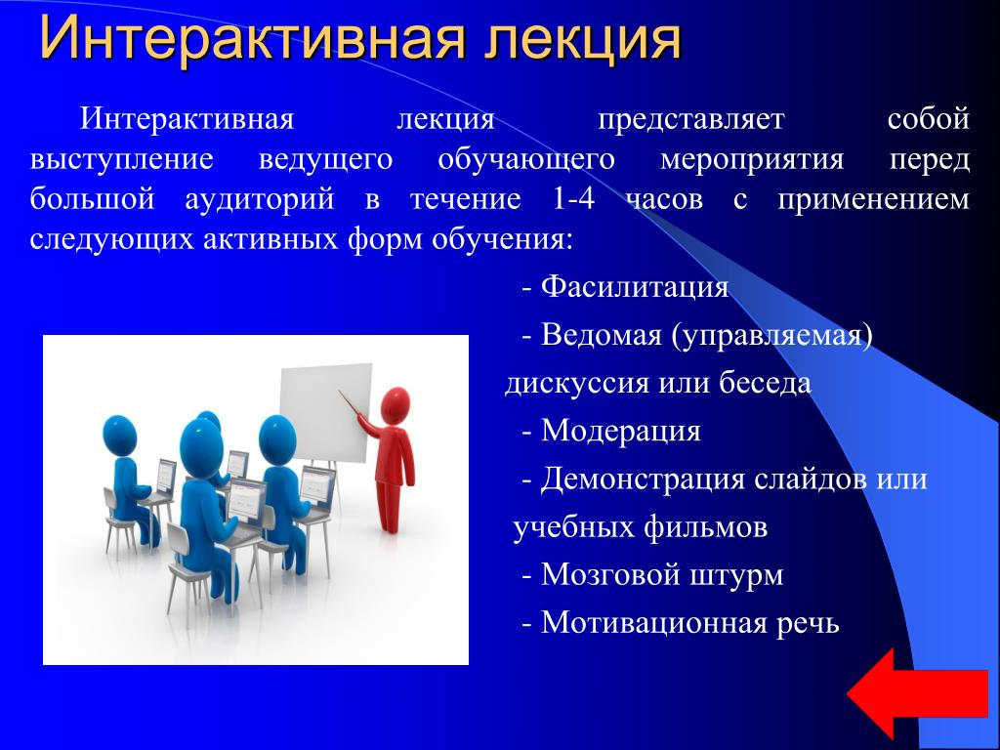 Интерактивная лекция
Интерактивная лекция представляет собой
выступление ведущего обучающего мероприятия перед
большой аудиторий в течение 1-4 часов с применением
следующих активных форм обучения:
- Фасилитация
- Ведомая (управляемая)
дискуссия или беседа
- Модерация
- Демонстрация слайдов или
учебных фильмов
- Мозговой штурм
- Мотивационная речь